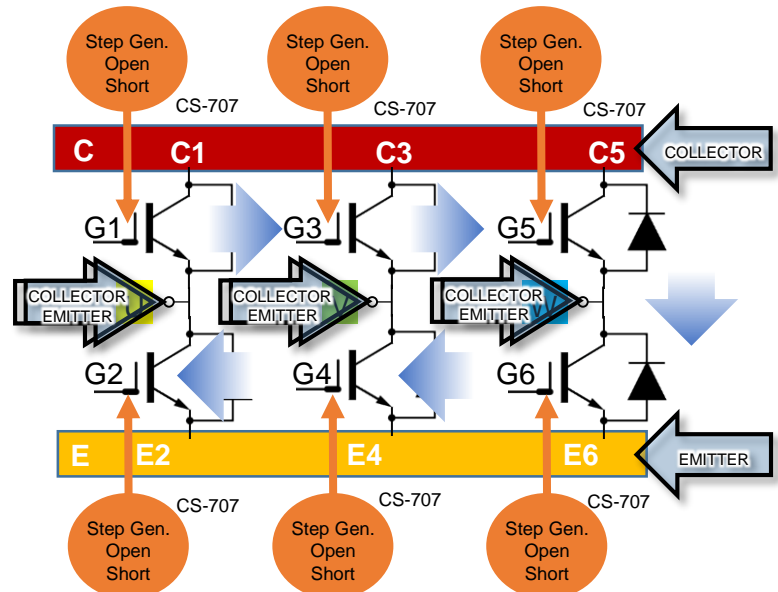 Step Gen.
Open
Short
Step Gen.
Open
Short
Step Gen.
Open
Short
CS-707
CS-707
CS-707
C
C1
C3
C5
COLLECTOR
G1
G3
G5
COLLECTOR
EMITTER
COLLECTOR
EMITTER
COLLECTOR
EMITTER
G2
G4
G6
E
E2
E4
E6
EMITTER
CS-707
CS-707
CS-707
Step Gen.
Open
Short
Step Gen.
Open
Short
Step Gen.
Open
Short